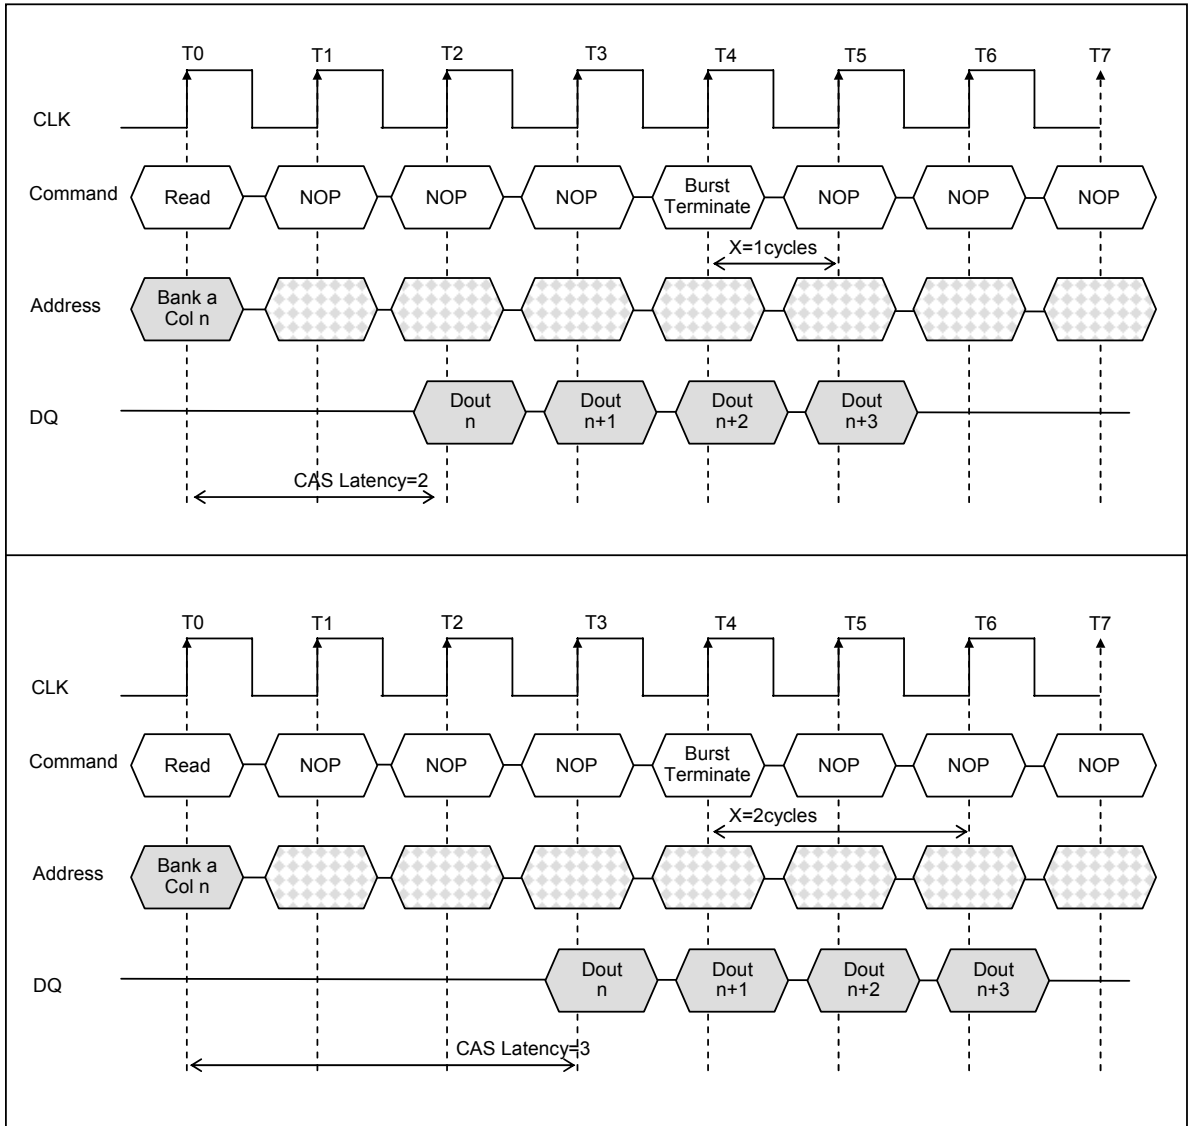 T0 T1 T2 T3 T4 T5 T6 T7
CLK
Command Read NOP NOP NOP Burst Terminate NOP NOP NOP
X=1cycles
Address Bank a Col n
DQ Dout n Dout n+1 Dout n+2 Dout n+3
CAS Latency=2
T0 T1 T2 T3 T4 T5 T6 T7
CLK
Command Read NOP NOP NOP Burst Terminate NOP NOP NOP
X=2cycles
Address Bank a Col n
DQ Dout n Dout n+1 Dout n+2 Dout n+3
CAS Latency=3